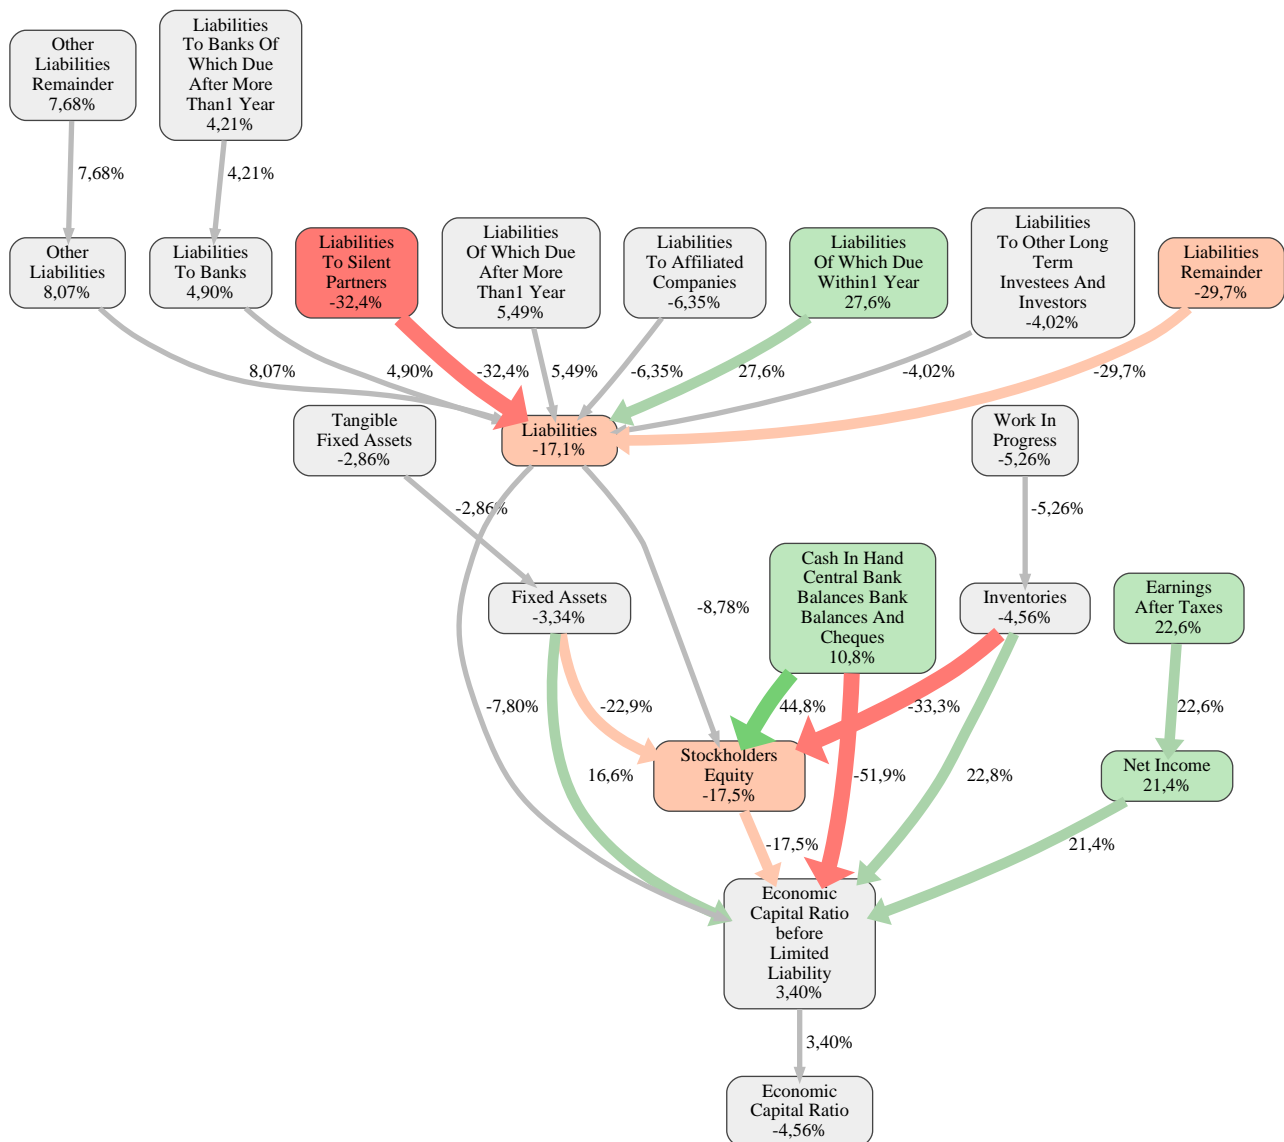 Other
Liabilities
Remainder
7,68%
Liabilities
To Banks Of
Which Due
After More
Than1 Year
4,21%
7,68%
4,21%
Other
Liabilities
8,07%
Liabilities
To Banks
4,90%
Liabilities
To Silent
Partners
-32,4%
Liabilities
Of Which Due
After More
Than1 Year
5,49%
Liabilities
To Affiliated
Companies
-6,35%
Liabilities
Of Which Due
Within1 Year
27,6%
Liabilities
To Other Long
Term
Investees And
Investors
-4,02%
Liabilities
Remainder
-29,7%
8,07%
4,90%
-32,4%
5,49%
-6,35%
27,6%
-4,02%
-29,7%
Tangible
Fixed Assets
-2,86%
Liabilities
-17,1%
Work In
Progress
-5,26%
-2,86%
-5,26%
Fixed Assets
-3,34%
-8,78%
Cash In Hand
Central Bank
Balances Bank
Balances And
Cheques
10,8%
Inventories
-4,56%
Earnings
After Taxes
22,6%
-7,80%
-22,9%
44,8%
-33,3%
22,6%
16,6%
Stockholders
Equity
-17,5%
-51,9%
22,8%
Net Income
21,4%
-17,5%
21,4%
Economic
Capital Ratio
before
Limited
Liability
3,40%
3,40%
Economic
Capital Ratio
-4,56%